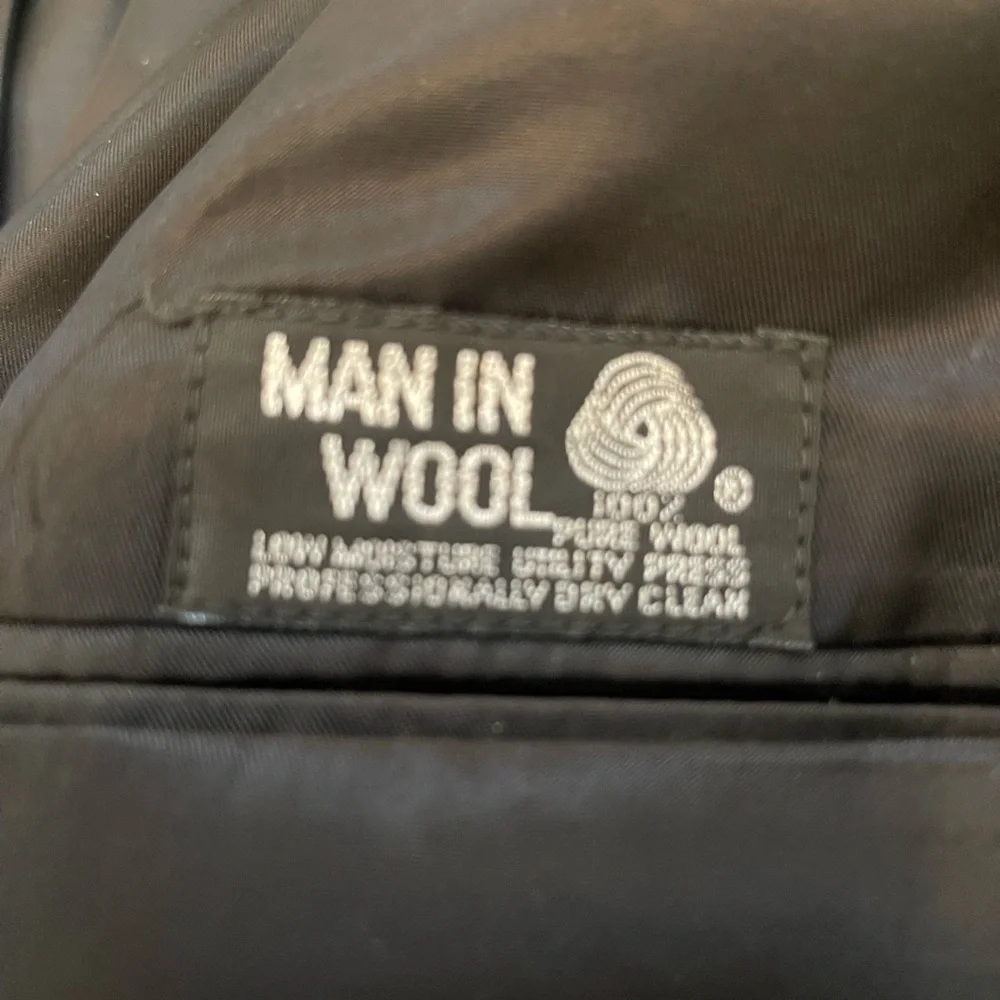 MAN IN
WOOL
®
100%
PURE WOOL
LOW MOISTURE UTILITY PRESS
PROFESSIONALLY DRY CLEAN